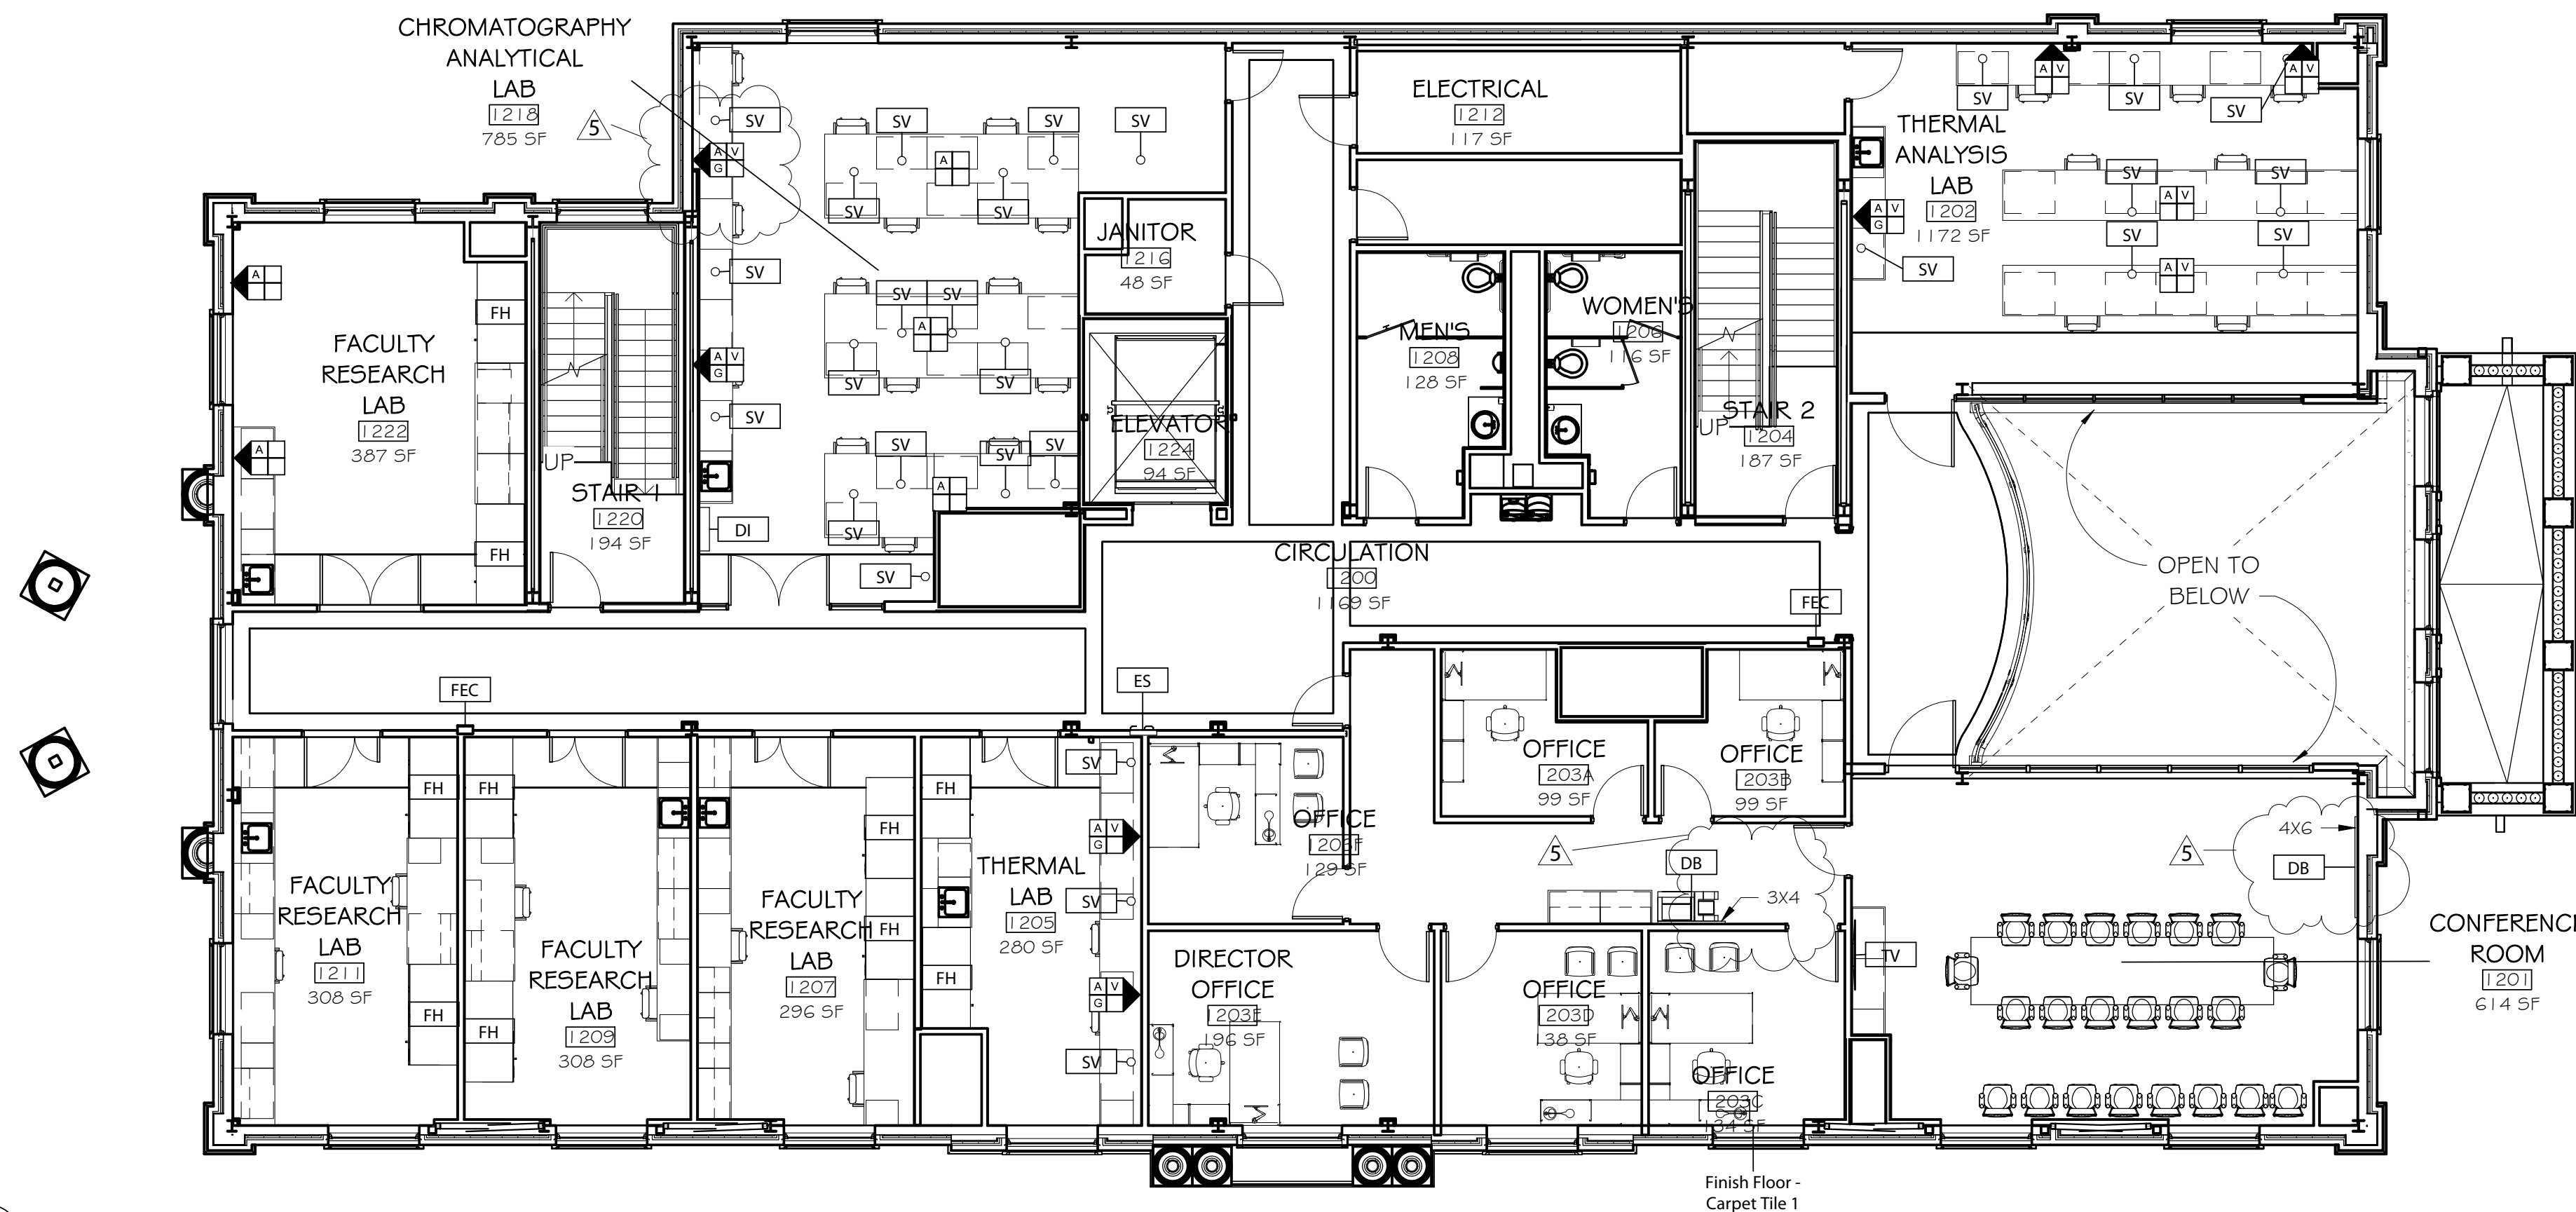 CHROMATOGRAPHY
ANALYTICAL
LAB
1218
785 SF
5
SV
SV
SV
SV
A V
G
A
SV
SV
SV
JANITOR
1216
48 SF
SV
SV
SV
A
A V
G
SV
SV
SV
SV
SV
SV
A
SV
DI
SV
ELECTRICAL
1212
117 SF
THERMAL
ANALYSIS
LAB
1202
1172 SF
A V
A V
SV
SV
SV
SV
SV
A V
A V
G
SV
SV
SV
A V
FACULTY
RESEARCH
LAB
1222
387 SF
A
A
FH
FH
UP
STAIR 1
1220
194 SF
ELEVATOR
1224
94 SF
MEN'S
1208
128 SF
WOMEN'S
1206
116 SF
STAIR 2
UP
1204
187 SF
OPEN TO
BELOW
CIRCULATION
1200
1169 SF
FEC
FEC
ES
FH
FH
FH
FH
FACULTY
RESEARCH
LAB
1211
308 SF
FACULTY
RESEARCH
LAB
1209
308 SF
FH
FH
FACULTY
RESEARCH
LAB
1207
296 SF
FH
FH
THERMAL
LAB
1205
280 SF
SV
A V
G
SV
A V
G
SV
OFFICE
1203F
129 SF
OFFICE
1203A
99 SF
OFFICE
1203B
99 SF
5
DB
3X4
DIRECTOR
OFFICE
1203E
196 SF
OFFICE
1203D
138 SF
OFFICE
1203C
134 SF
TV
5
4X6
DB
CONFERENCE
ROOM
1201
614 SF
Finish Floor -
Carpet Tile 1